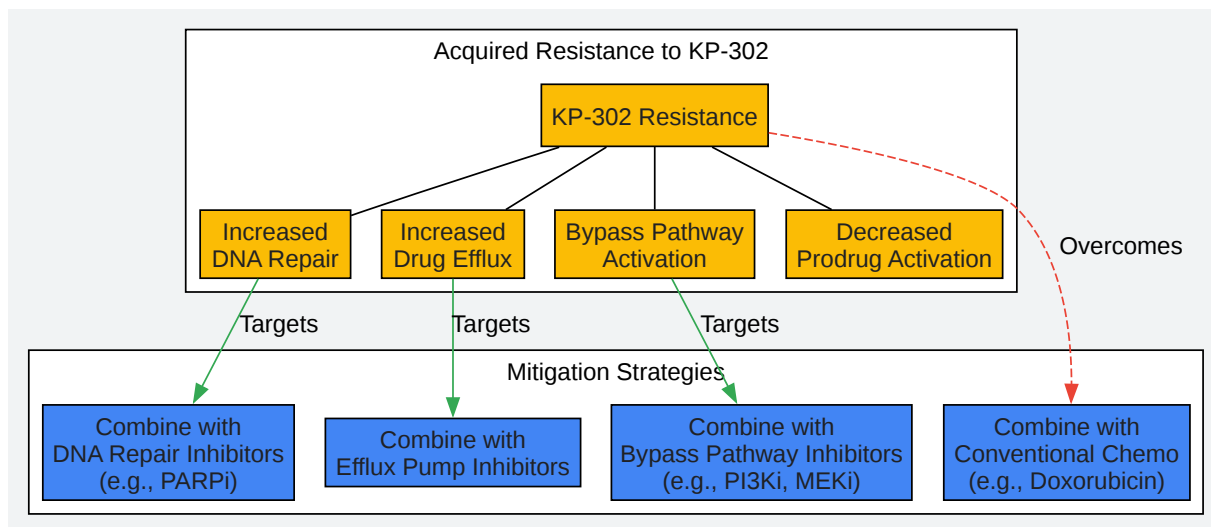 Acquired Resistance to KP-302
KP-302 Resistance
Increased
DNA Repair
Increased
Drug Efflux
Bypass Pathway
Activation
Decreased
Prodrug Activation
Overcomes
Targets
Targets
Targets
Mitigation Strategies
Combine with
DNA Repair Inhibitors
(e.g., PARPi)
Combine with
Efflux Pump Inhibitors
Combine with
Bypass Pathway Inhibitors
(e.g., PI3Ki, MEKi)
Combine with
Conventional Chemo
(e.g., Doxorubicin)